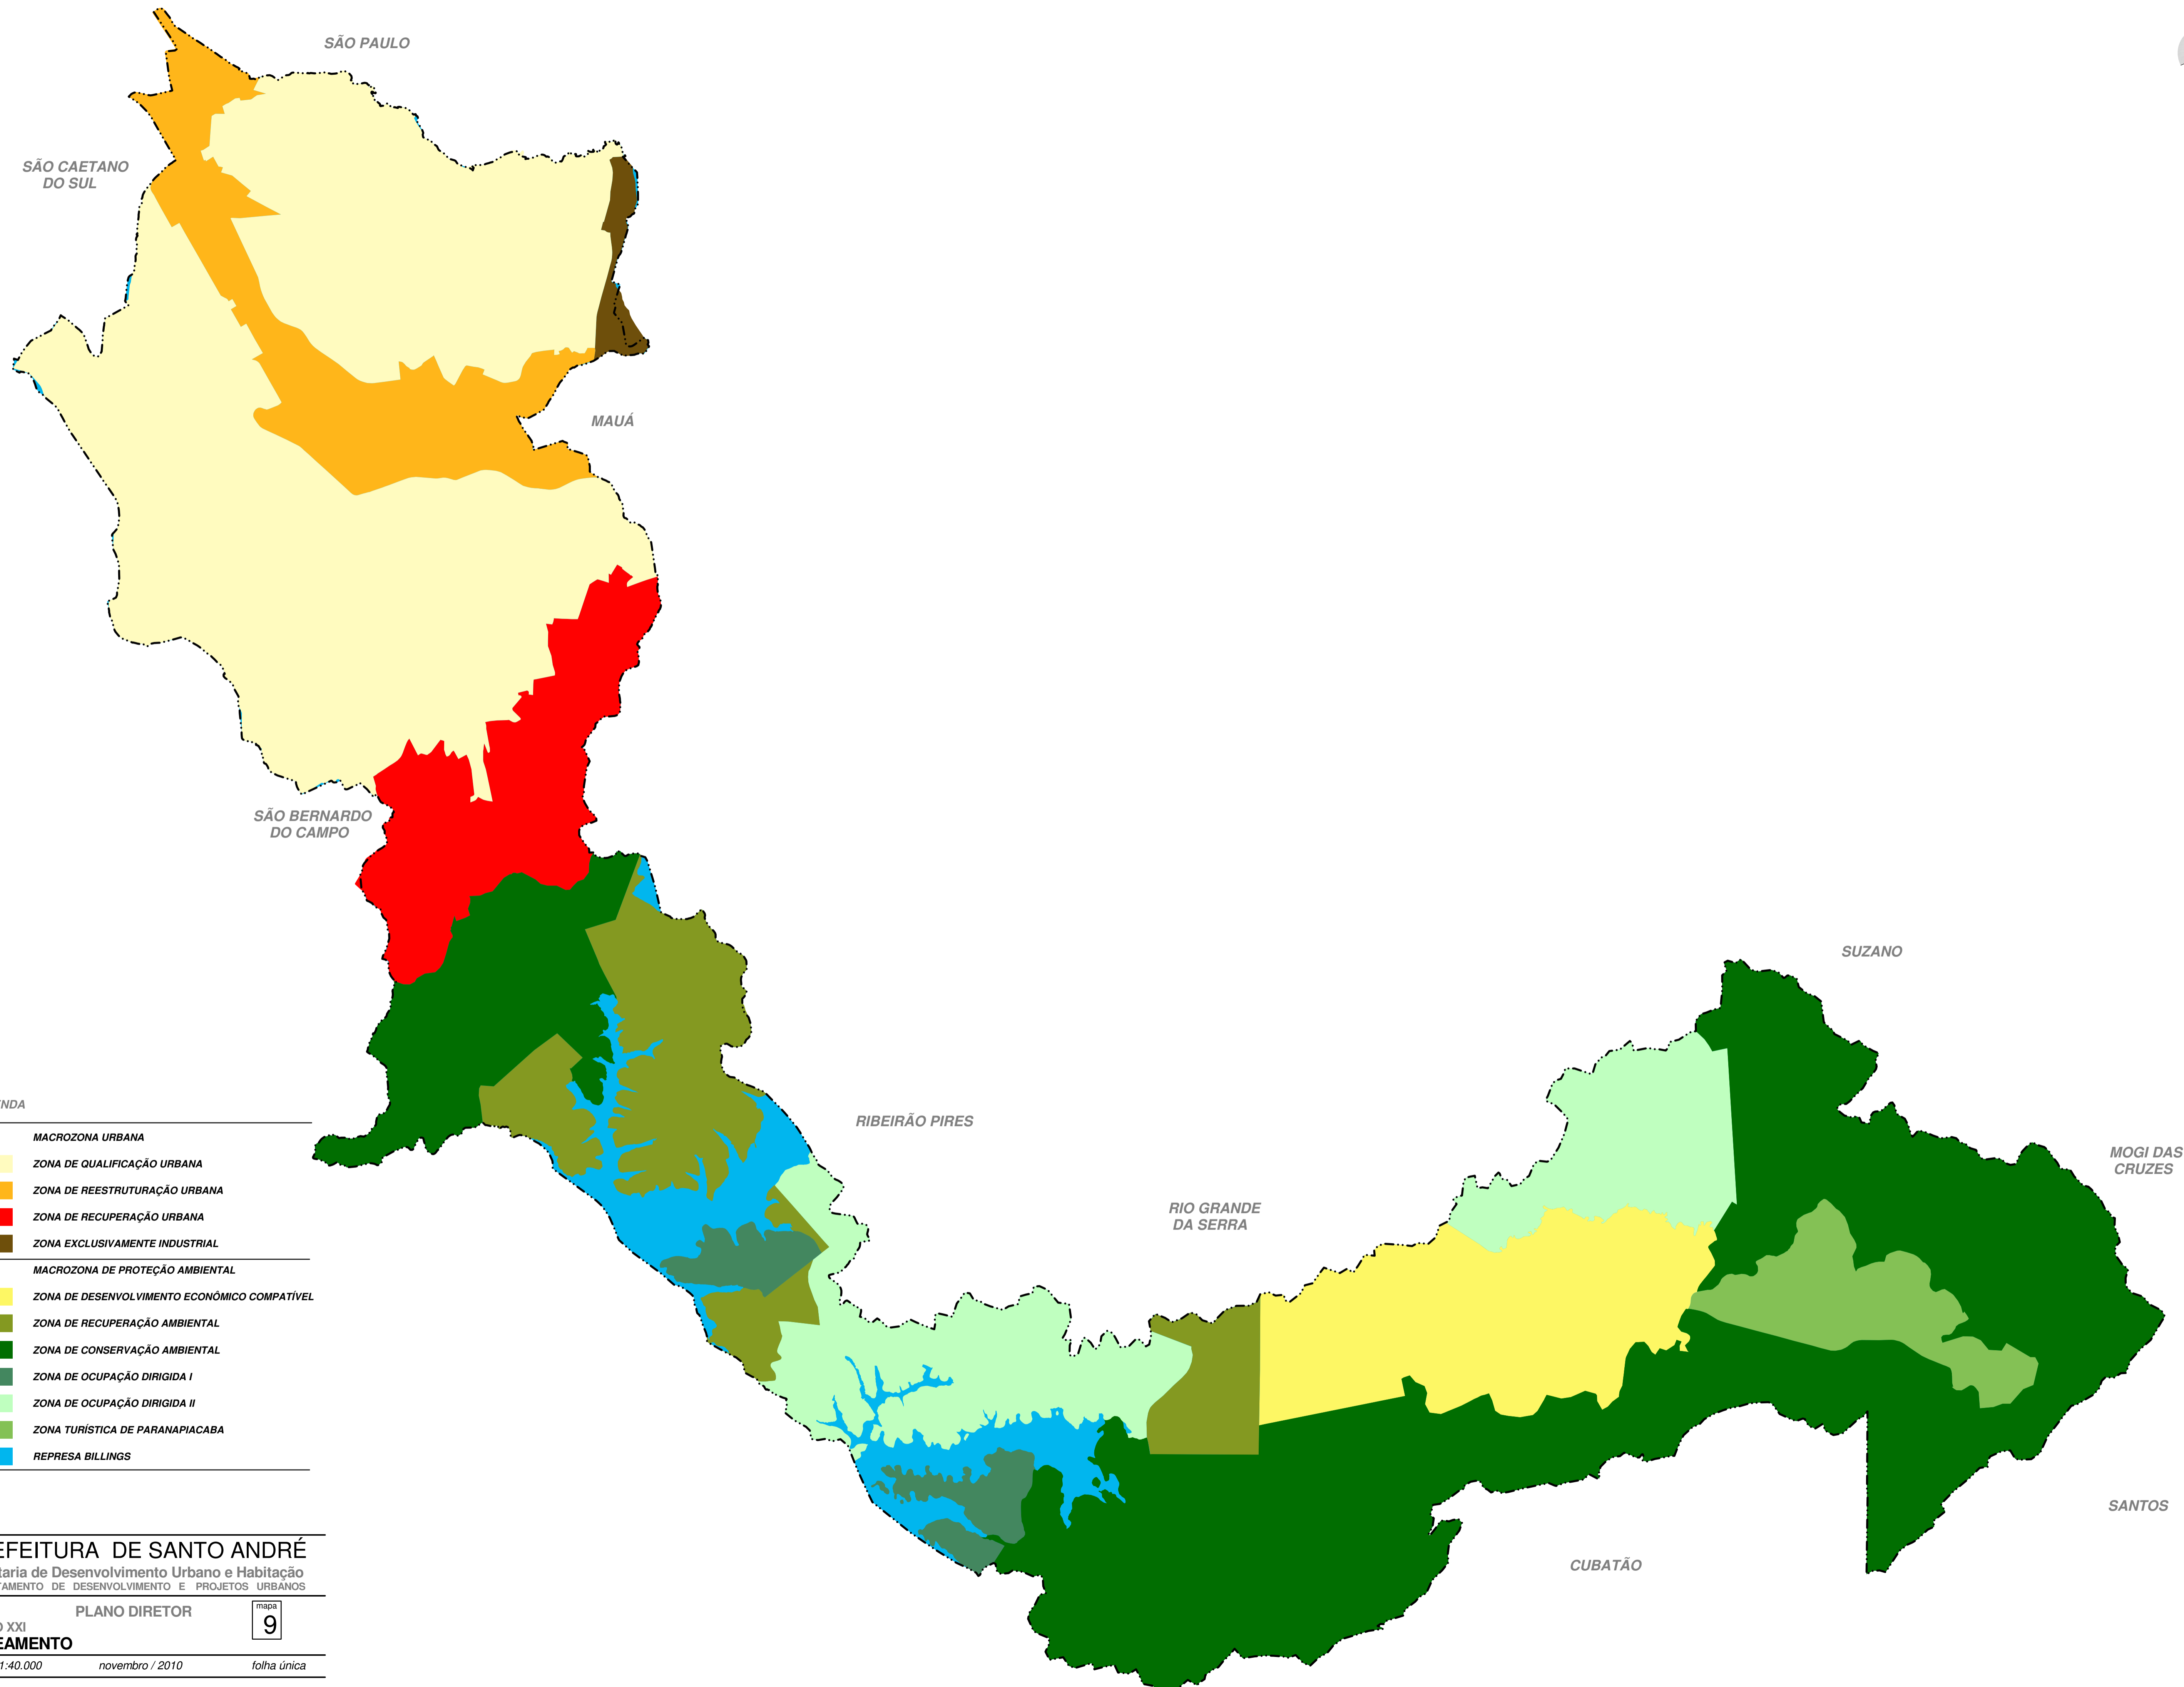 SÃO PAULO
SÃO CAETANO
DO SUL
MAUÁ
SÃO BERNARDO
DO CAMPO
SUZANO
RIBEIRÃO PIRES
MOGI DAS
CRUZES
RIO GRANDE
DA SERRA
SANTOS
CUBATÃO
NDA
MACROZONA URBANA
ZONA DE QUALIFICAÇÃO URBANA
ZONA DE REESTRUTURAÇÃO URBANA
ZONA DE RECUPERAÇÃO URBANA
ZONA EXCLUSIVAMENTE INDUSTRIAL
MACROZONA DE PROTEÇÃO AMBIENTAL
ZONA DE DESENVOLVIMENTO ECONÔMICO COMPATÍVEL
ZONA DE RECUPERAÇÃO AMBIENTAL
ZONA DE CONSERVAÇÃO AMBIENTAL
ZONA DE OCUPAÇÃO DIRIGIDA I
ZONA DE OCUPAÇÃO DIRIGIDA II
ZONA TURÍSTICA DE PARANAPIACABA
REPRESA BILLINGS
EFEITURA DE SANTO ANDRÉ
taria de Desenvolvimento Urbano e Habitação
TAMENTO DE DESENVOLVIMENTO E PROJETOS URBANOS
PLANO DIRETOR
mapa
9
O XXI
EAMENTO
1:40.000 novembro / 2010 folha única